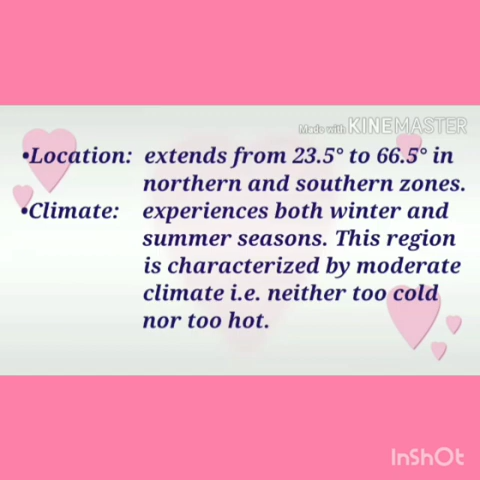 Made with KINEMASTER
•Location: extends from 23.5° to 66.5° in
northern and southern zones.
•Climate: experiences both winter and
summer seasons. This region
is characterized by moderate
climate i.e. neither too cold
nor too hot.
InShOt